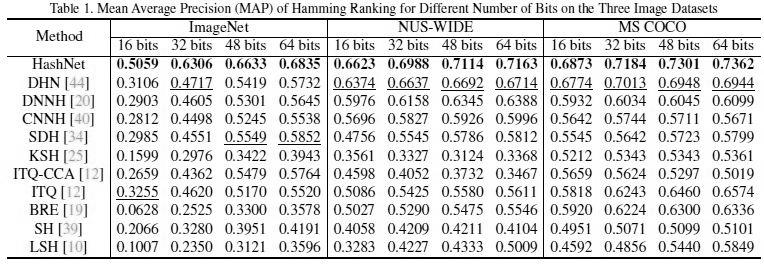 Table 1. Mean Average Precision (MAP) of Hamming Ranking for Different Number of Bits on the Three Image Datasets
Method ImageNet NUS-WIDE MS COCO
16 bits 32 bits 48 bits 64 bits 16 bits 32 bits 48 bits 64 bits 16 bits 32 bits 48 bits 64 bits
HashNet 0.5059 0.6306 0.6633 0.6835 0.6623 0.6988 0.7114 0.7163 0.6873 0.7184 0.7301 0.7362
DHN [44] 0.3106 0.4717 0.5419 0.5732 0.6374 0.6637 0.6692 0.6714 0.6774 0.7013 0.6948 0.6944
DNNH [20] 0.2903 0.4605 0.5301 0.5645 0.5976 0.6158 0.6345 0.6388 0.5932 0.6034 0.6045 0.6099
CNNH [40] 0.2812 0.4498 0.5245 0.5538 0.5696 0.5827 0.5926 0.5996 0.5642 0.5744 0.5711 0.5671
SDH [34] 0.2985 0.4551 0.5549 0.5852 0.4756 0.5545 0.5786 0.5812 0.5545 0.5642 0.5723 0.5799
KSH [25] 0.1599 0.2976 0.3422 0.3943 0.3561 0.3327 0.3124 0.3368 0.5212 0.5343 0.5343 0.5361
ITQ-CCA [12] 0.2659 0.4362 0.5479 0.5764 0.4598 0.4052 0.3732 0.3467 0.5659 0.5624 0.5297 0.5019
ITQ [12] 0.3255 0.4620 0.5170 0.5520 0.5086 0.5425 0.5580 0.5611 0.5818 0.6243 0.6460 0.6574
BRE [19] 0.0628 0.2525 0.3300 0.3578 0.5027 0.5290 0.5475 0.5546 0.5920 0.6224 0.6300 0.6336
SH [39] 0.2066 0.3280 0.3951 0.4191 0.4058 0.4209 0.4211 0.4104 0.4951 0.5071 0.5099 0.5101
LSH [10] 0.1007 0.2350 0.3121 0.3596 0.3283 0.4227 0.4333 0.5009 0.4592 0.4856 0.5440 0.5849